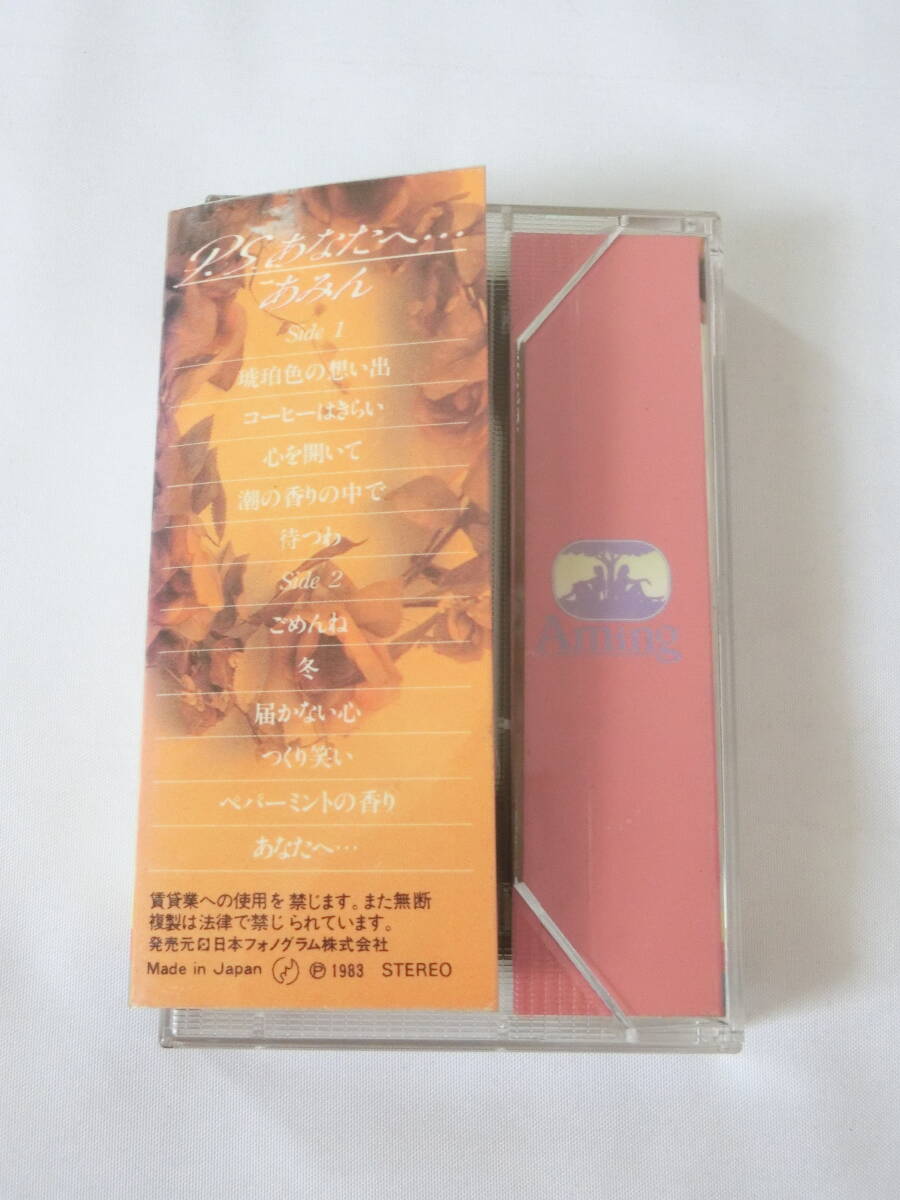 P.S.あなたへ…
あみん
Side 1
琥珀色の想い出
コーヒーはきらい
心を開いて
潮の香りの中で
待つわ
Side 2
ごめんね
冬
届かない心
つくり笑い
ペパーミントの香り
あなたへ…
賃貸業への使用を禁じます。また無断
複製は法律で禁じられています。
発売元 日本フォノグラム株式会社
Made in Japan Ⓟ 1983 STEREO
Aming